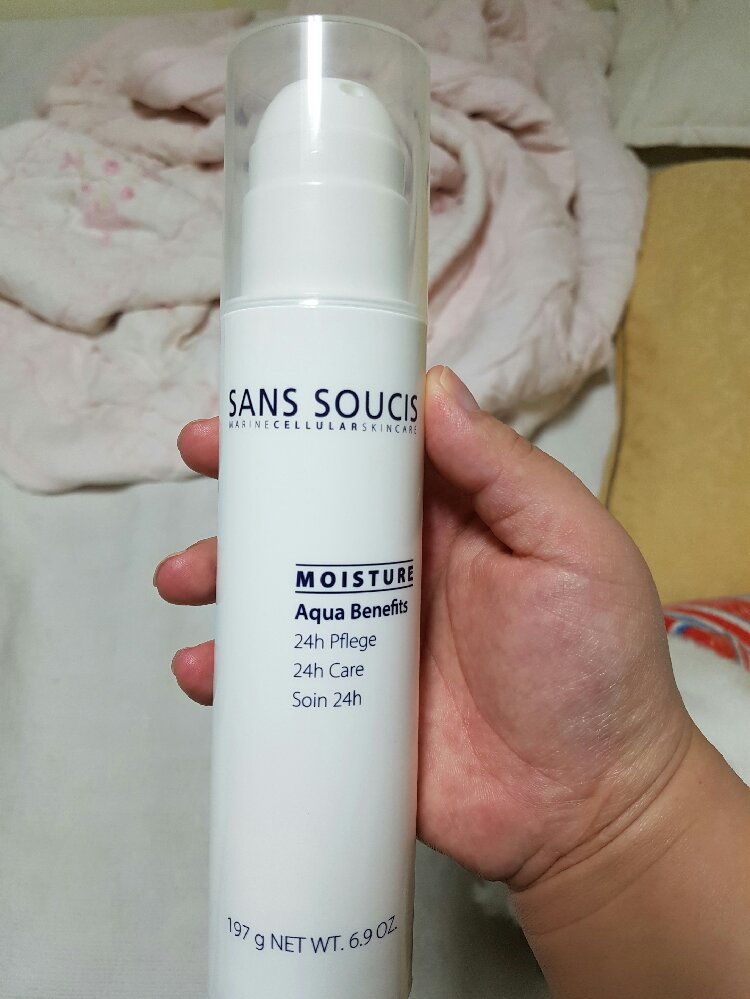 SANS SOUCIS
MARINECELLULARSKINCARE
MOISTURE
Aqua Benefits
24h Pflege
24h Care
Soin 24h
197 g NET WT. 6.9 OZ.